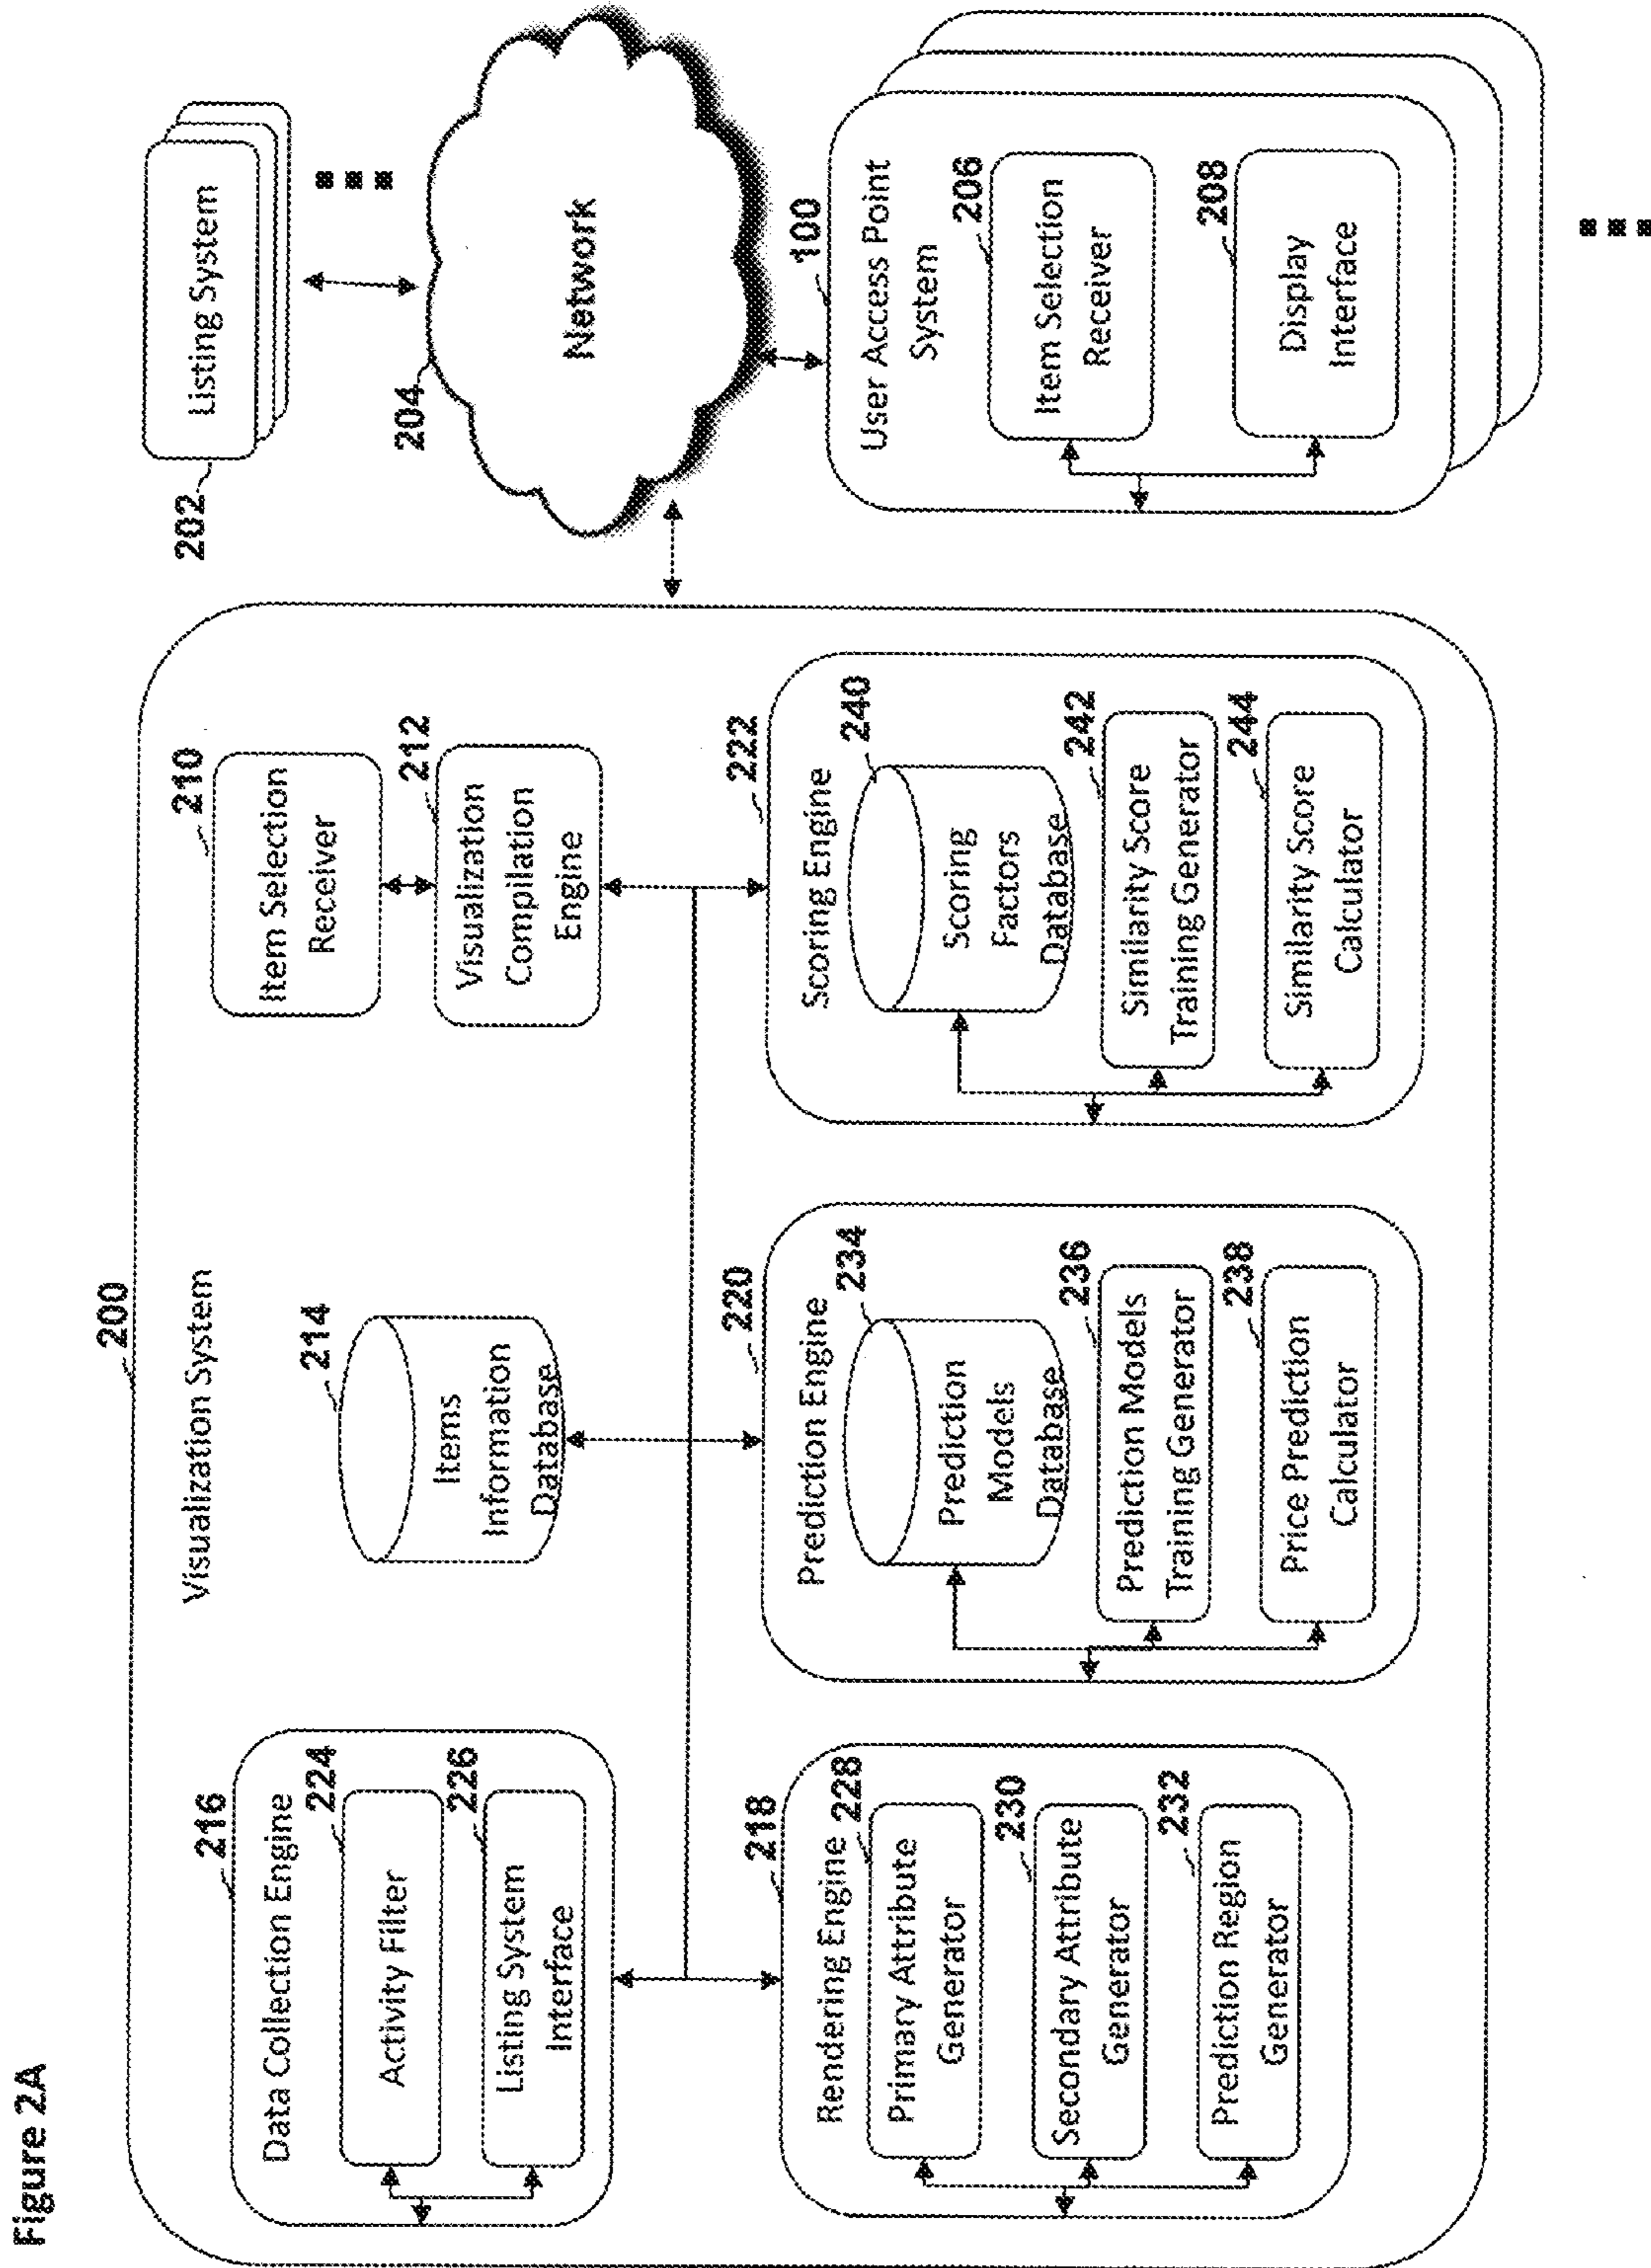 Figure 2A
200
Visualization System
216
Data Collection Engine
224
Activity Filter
226
Listing System
Interface
214
Items
Information
Database
210
Item Selection
Receiver
212
Visualization
Compilation
Engine
218
Rendering Engine
228
Primary Attribute
Generator
230
Secondary Attribute
Generator
232
Prediction Region
Generator
220
Prediction Engine
234
Prediction
Models
Database
236
Prediction Models
Training Generator
238
Price Prediction
Calculator
222
Scoring Engine
240
Scoring
Factors
Database
242
Similarity Score
Training Generator
244
Similarity Score
Calculator
202
Listing System
204
Network
100
User Access Point
System
206
Item Selection
Receiver
208
Display
Interface